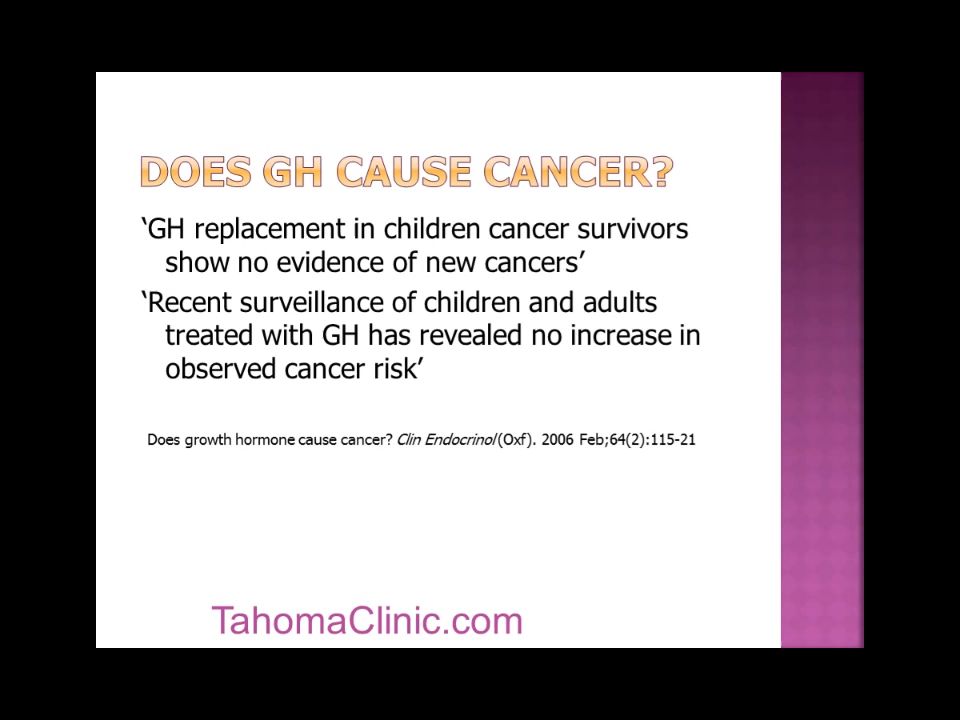 DOES GH CAUSE CANCER?
‘GH replacement in children cancer survivors
show no evidence of new cancers’
‘Recent surveillance of children and adults
treated with GH has revealed no increase in
observed cancer risk’
Does growth hormone cause cancer? Clin Endocrinol (Oxf). 2006 Feb;64(2):115-21
TahomaClinic.com